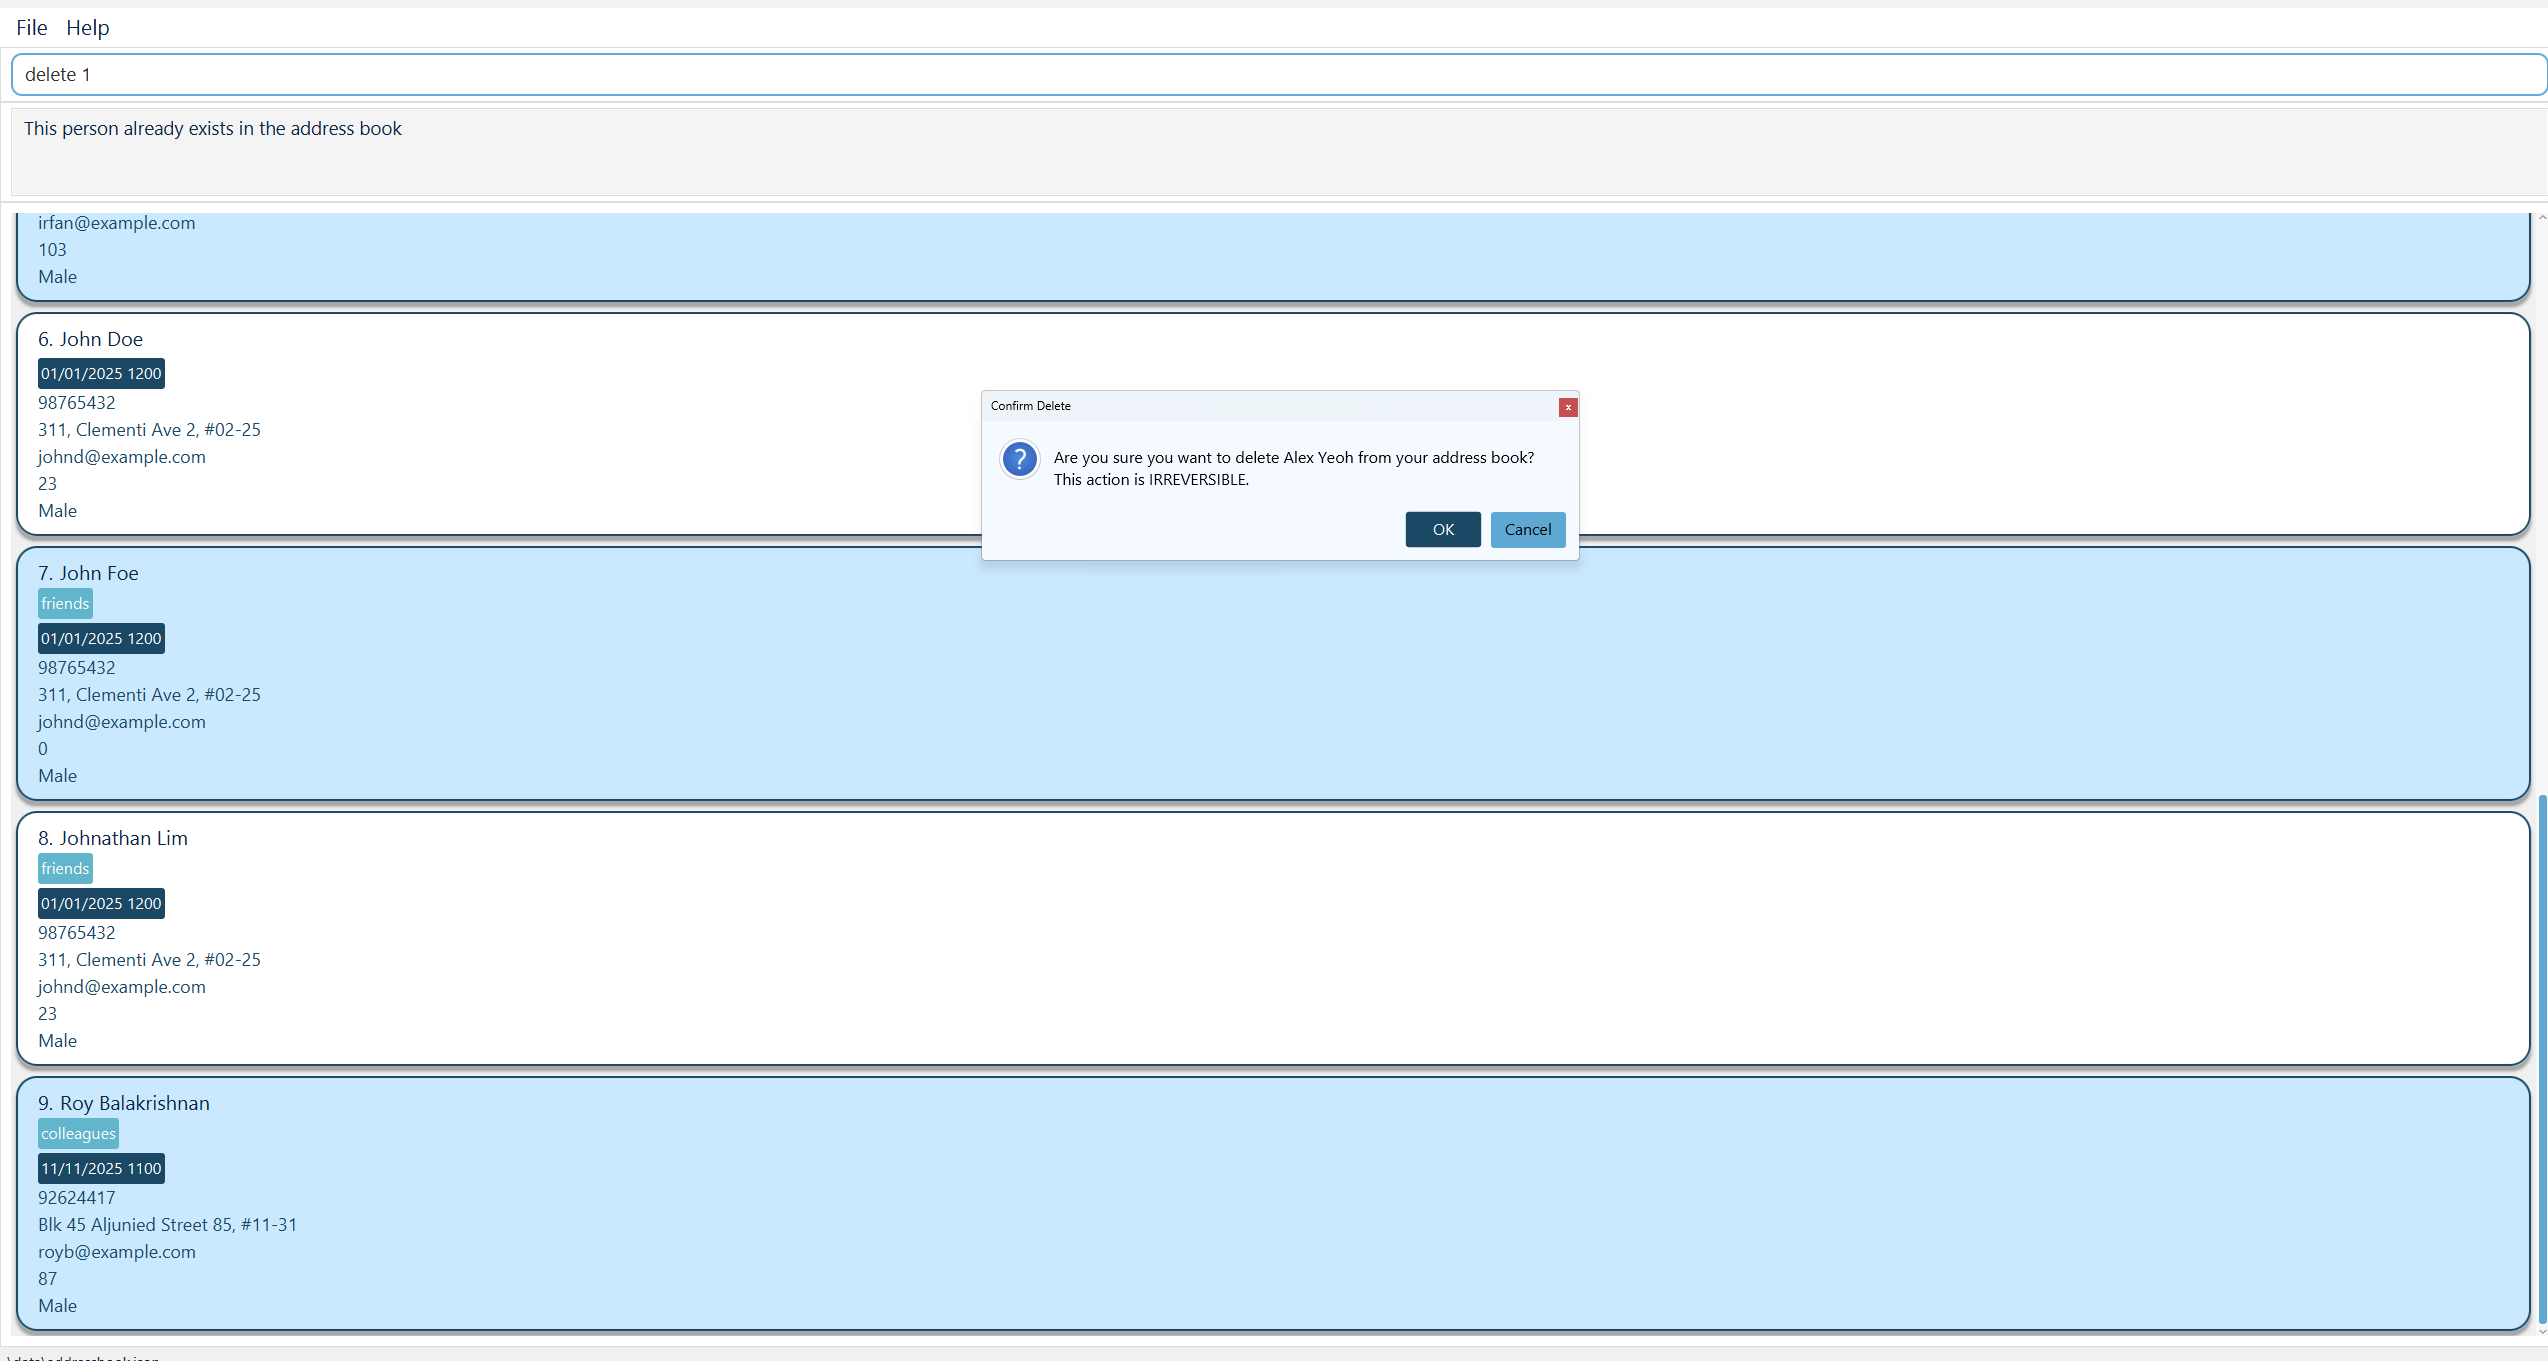 File Help
delete 1
This person already exists in the address book
irfan@example.com
103
Male
6. John Doe
01/01/2025 1200
98765432
311, Clementi Ave 2, #02-25
johnd@example.com
23
Male
Confirm Delete
x
?
Are you sure you want to delete Alex Yeoh from your address book?
This action is IRREVERSIBLE.
OK Cancel
7. John Foe
friends
01/01/2025 1200
98765432
311, Clementi Ave 2, #02-25
johnd@example.com
0
Male
8. Johnathan Lim
friends
01/01/2025 1200
98765432
311, Clementi Ave 2, #02-25
johnd@example.com
23
Male
9. Roy Balakrishnan
colleagues
11/11/2025 1100
92624417
Blk 45 Aljunied Street 85, #11-31
royb@example.com
87
Male